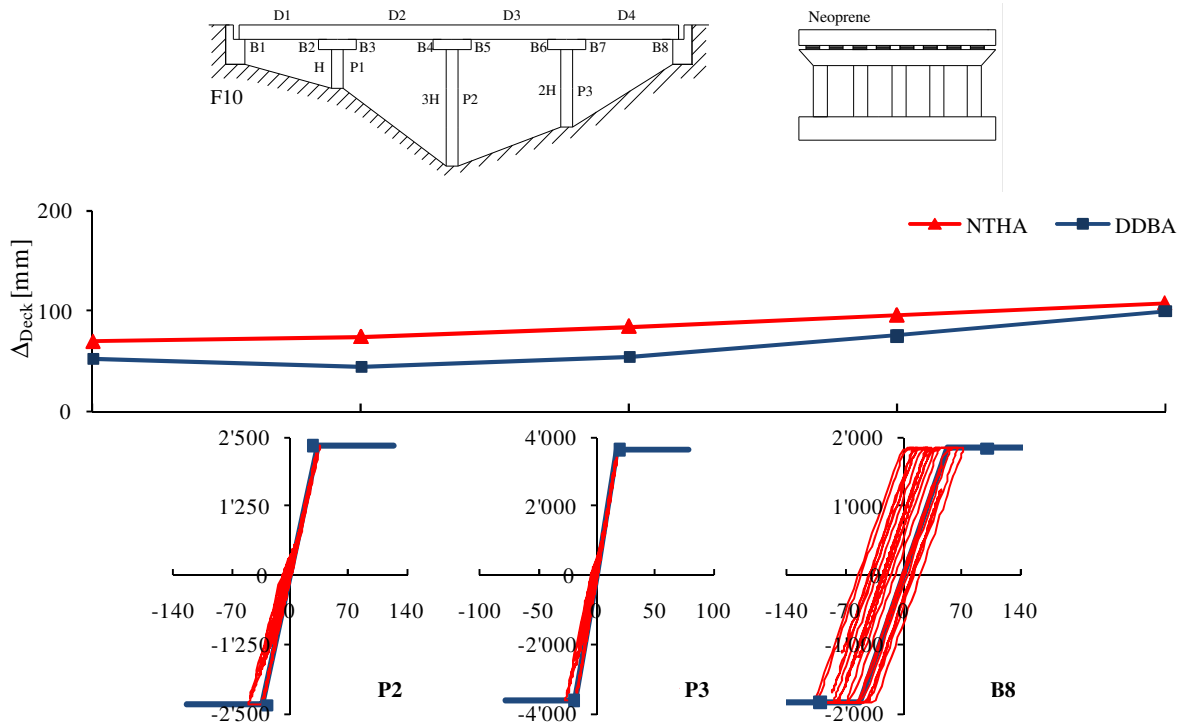 D1 D2 D3 D4
Neoprene
B1 B2 B3 B4 B5 B6 B7 B8
H P1
F10
3H P2 2H P3
200
NTHA DDBA
100
0
Δ_Deck [mm]
2'500 4'000 2'000
1'250 2'000 1'000
0 0 0
-140 -70 0 70 140 -100 -50 0 50 100 -140 -70 0 70 140
-1'250 -2'000 -1'000
P2 P3 B8
-2'500 -4'000 -2'000